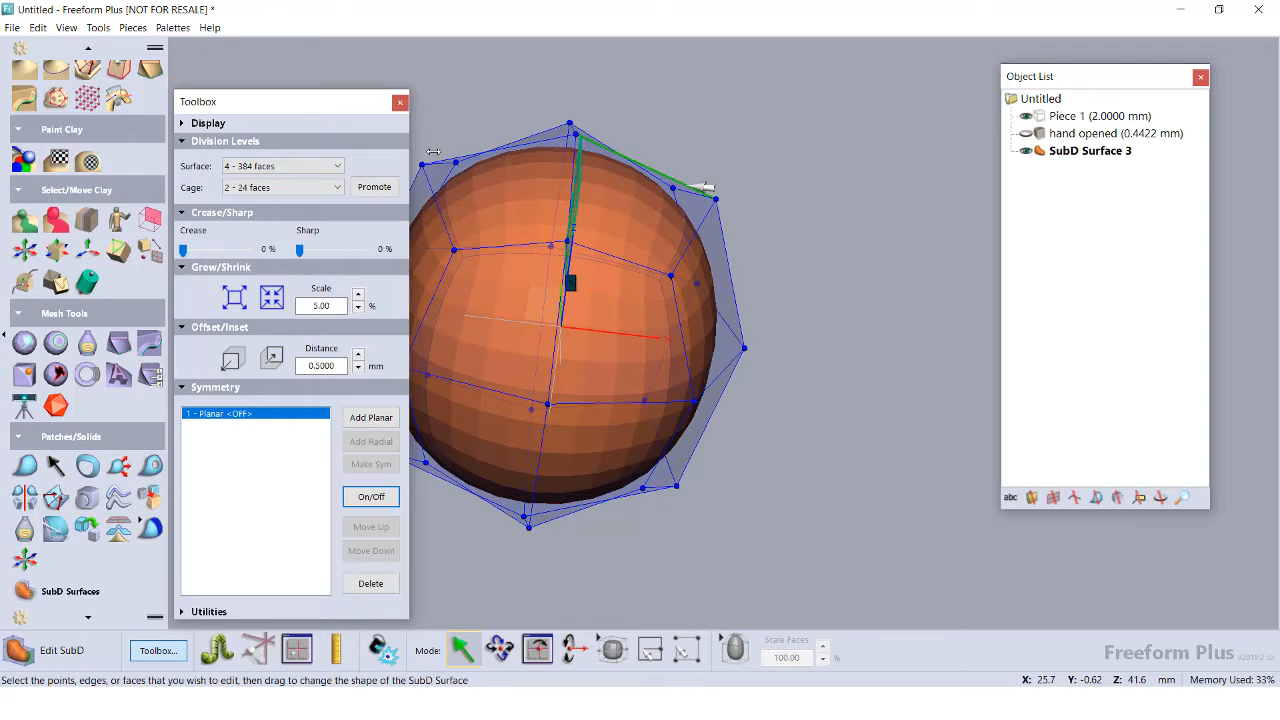 Untitled - Freeform Plus [NOT FOR RESALE] *
File Edit View Tools Pieces Palettes Help
Paint Clay
Select/Move Clay
Mesh Tools
Patches/Solids
SubD Surfaces
Toolbox
Display
Division Levels
Surface: 4 - 384 faces
Cage: 2 - 24 faces Promote
Crease/Sharp
Crease Sharp
0 % 0 %
Grow/Shrink
Scale
5.00 %
Offset/Inset
Distance
0.5000 mm
Symmetry
1 - Planar <OFF>
Add Planar
Add Radial
Make Sym
On/Off
Move Up
Move Down
Delete
Utilities
Object List
Untitled
Piece 1 (2.0000 mm)
hand opened (0.4422 mm)
SubD Surface 3
abc
Edit SubD Toolbox... Mode: Scale Faces
100.00 %
Freeform Plus v2019.2.50
Select the points, edges, or faces that you wish to edit, then drag to change the shape of the SubD Surface X: 25.7 Y: -0.62 Z: 41.6 mm Memory Used: 33%